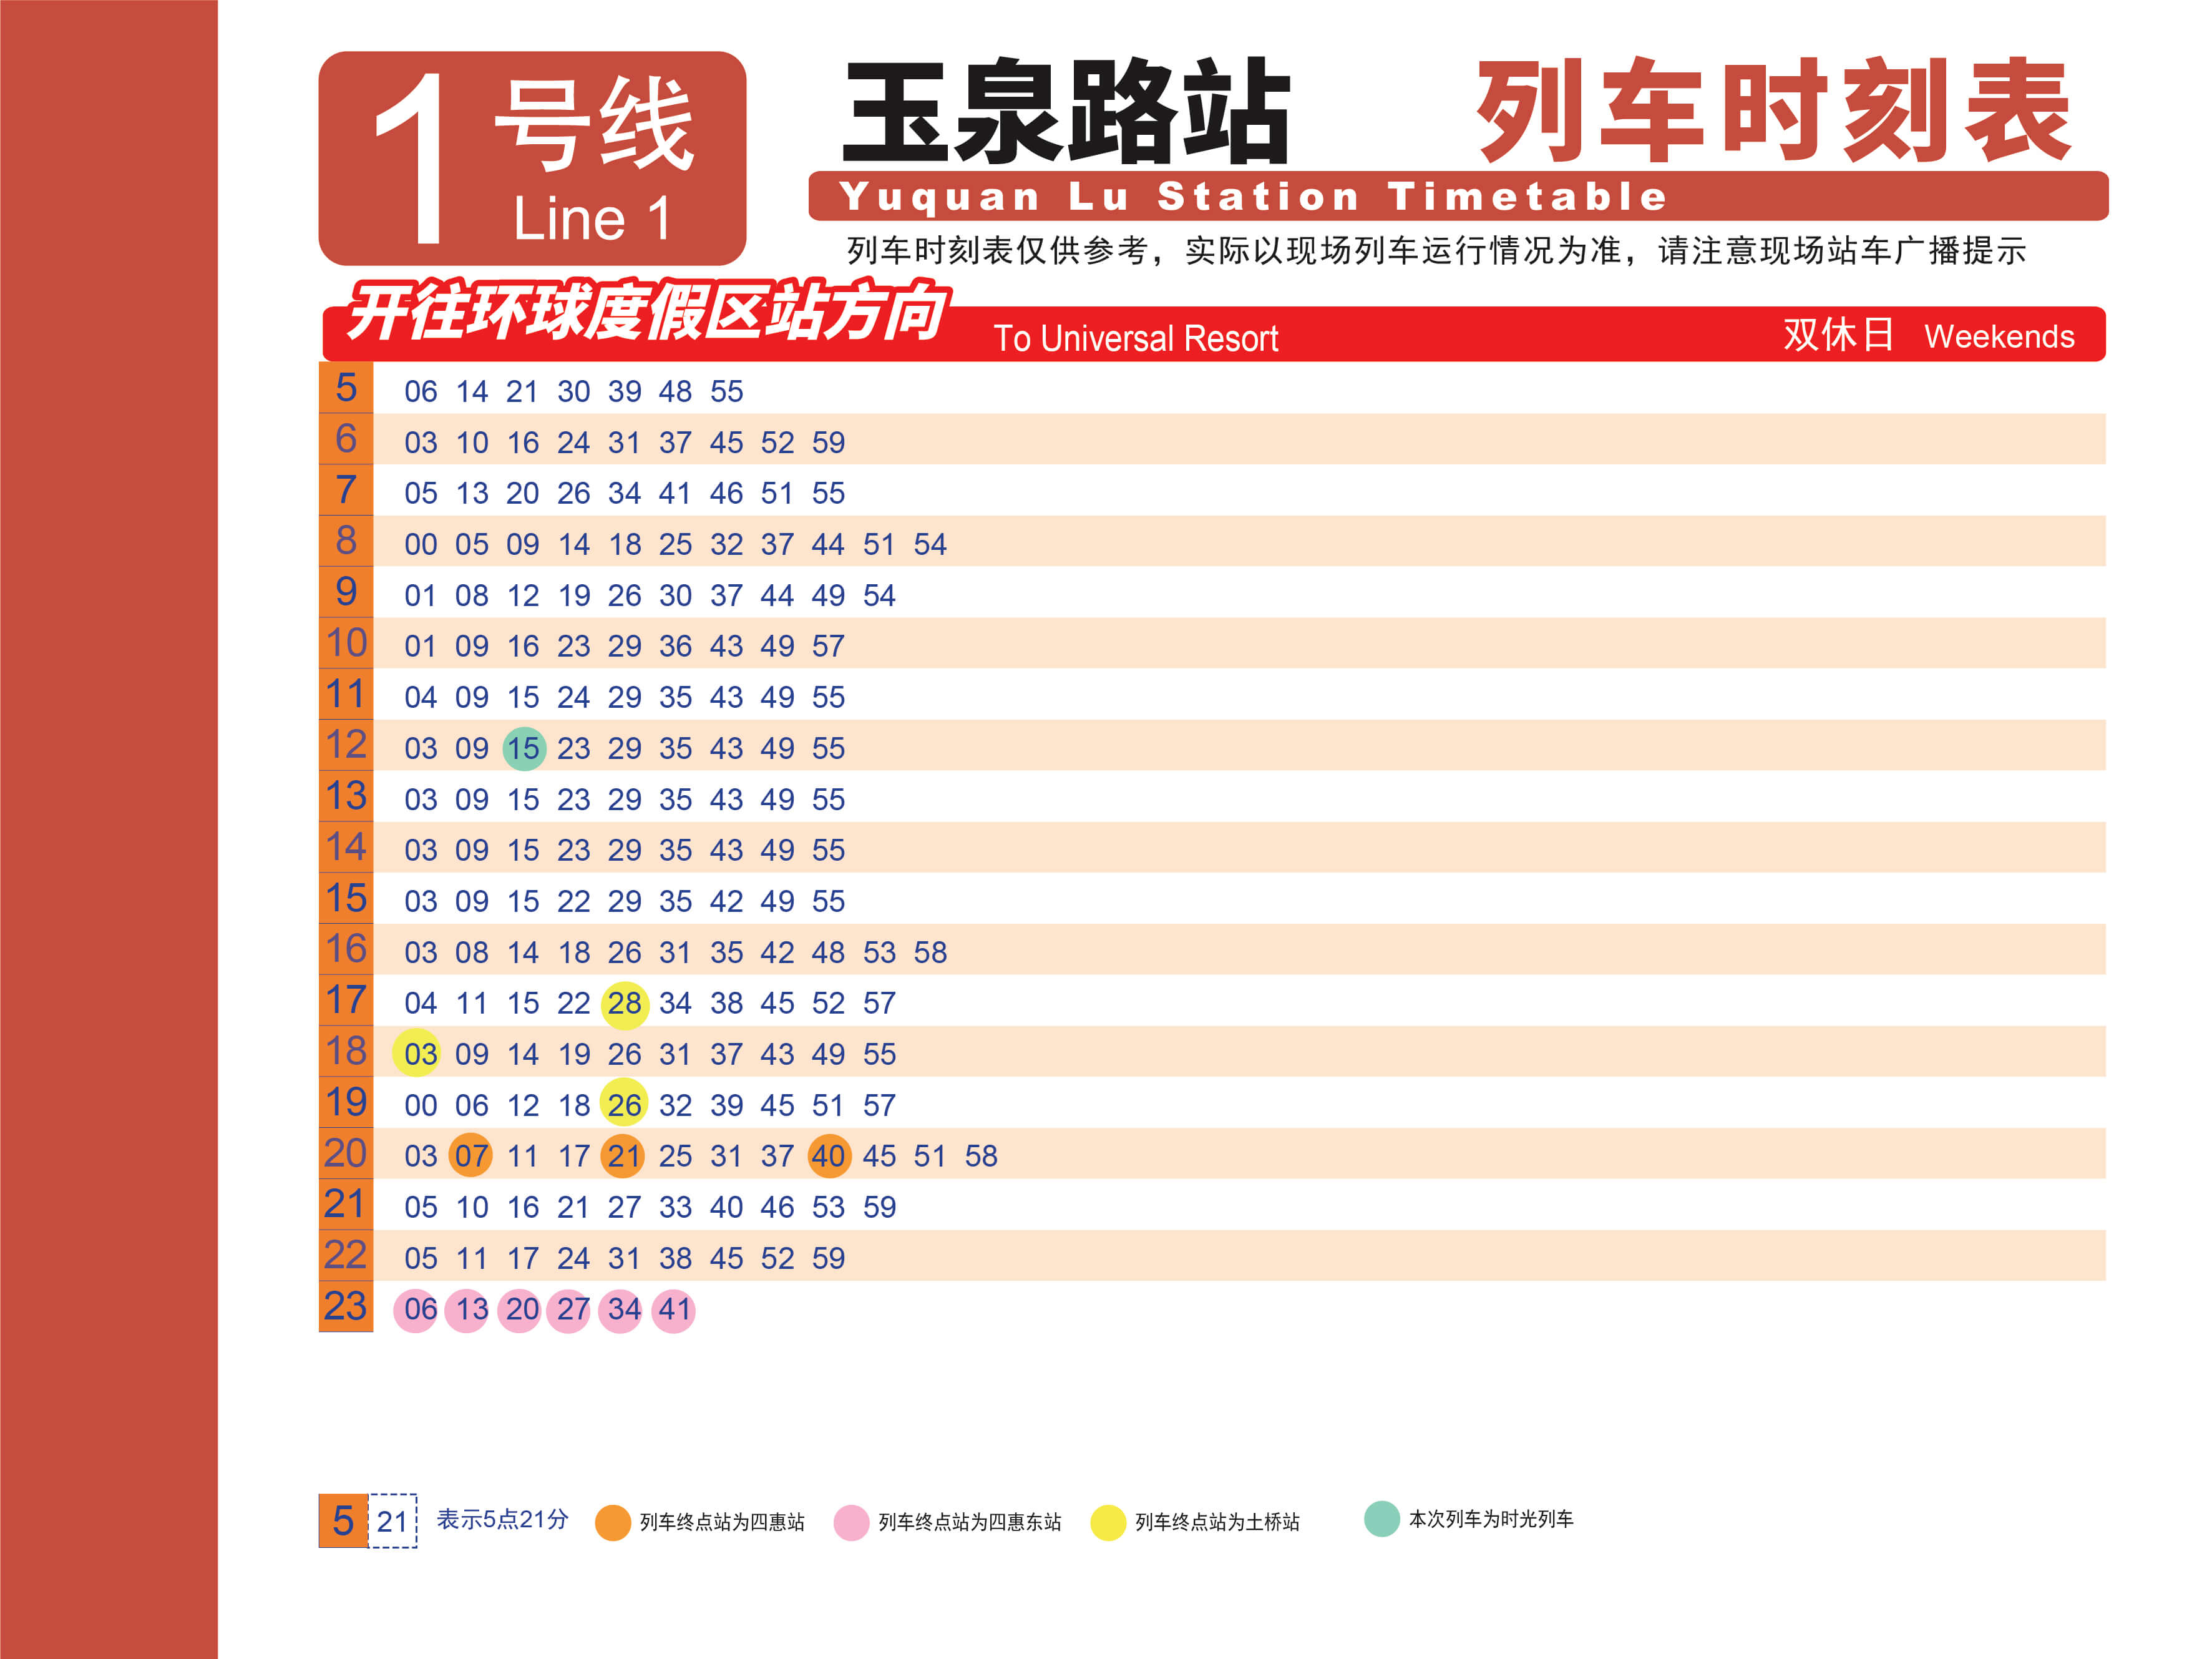 1号线
Line 1
玉泉路站 列车时刻表
Yuquan Lu Station Timetable
列车时刻表仅供参考，实际以现场列车运行情况为准，请注意现场站车广播提示
开往环球度假区站方向 To Universal Resort 双休日 Weekends
5 06 14 21 30 39 48 55
6 03 10 16 24 31 37 45 52 59
7 05 13 20 26 34 41 46 51 55
8 00 05 09 14 18 25 32 37 44 51 54
9 01 08 12 19 26 30 37 44 49 54
10 01 09 16 23 29 36 43 49 57
11 04 09 15 24 29 35 43 49 55
12 03 09 15 23 29 35 43 49 55
13 03 09 15 23 29 35 43 49 55
14 03 09 15 23 29 35 43 49 55
15 03 09 15 22 29 35 42 49 55
16 03 08 14 18 26 31 35 42 48 53 58
17 04 11 15 22 28 34 38 45 52 57
18 03 09 14 19 26 31 37 43 49 55
19 00 06 12 18 26 32 39 45 51 57
20 03 07 11 17 21 25 31 37 40 45 51 58
21 05 10 16 21 27 33 40 46 53 59
22 05 11 17 24 31 38 45 52 59
23 06 13 20 27 34 41
5 21 表示5点21分 列车终点站为四惠站 列车终点站为四惠东站 列车终点站为土桥站 本次列车为时光列车